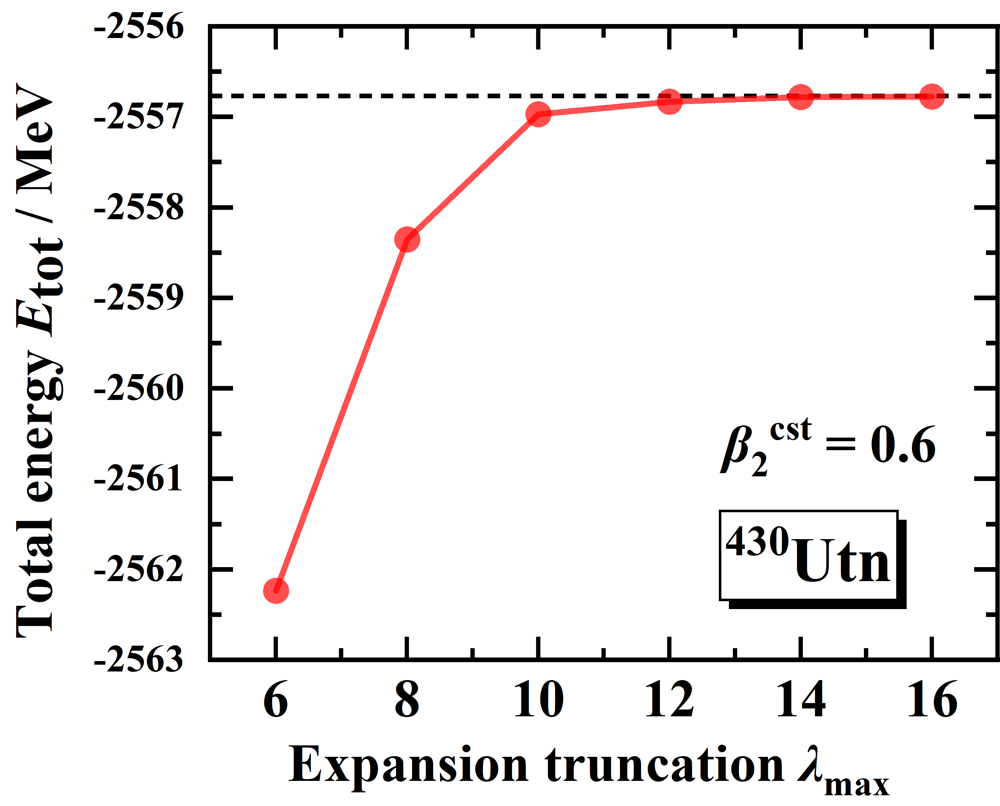 Total energy Etot / MeV
-2556
-2557
-2558
-2559
-2560
-2561
-2562
-2563
β₂ᶜˢᵗ = 0.6
⁴³⁰Utn
6 8 10 12 14 16
Expansion truncation λmax